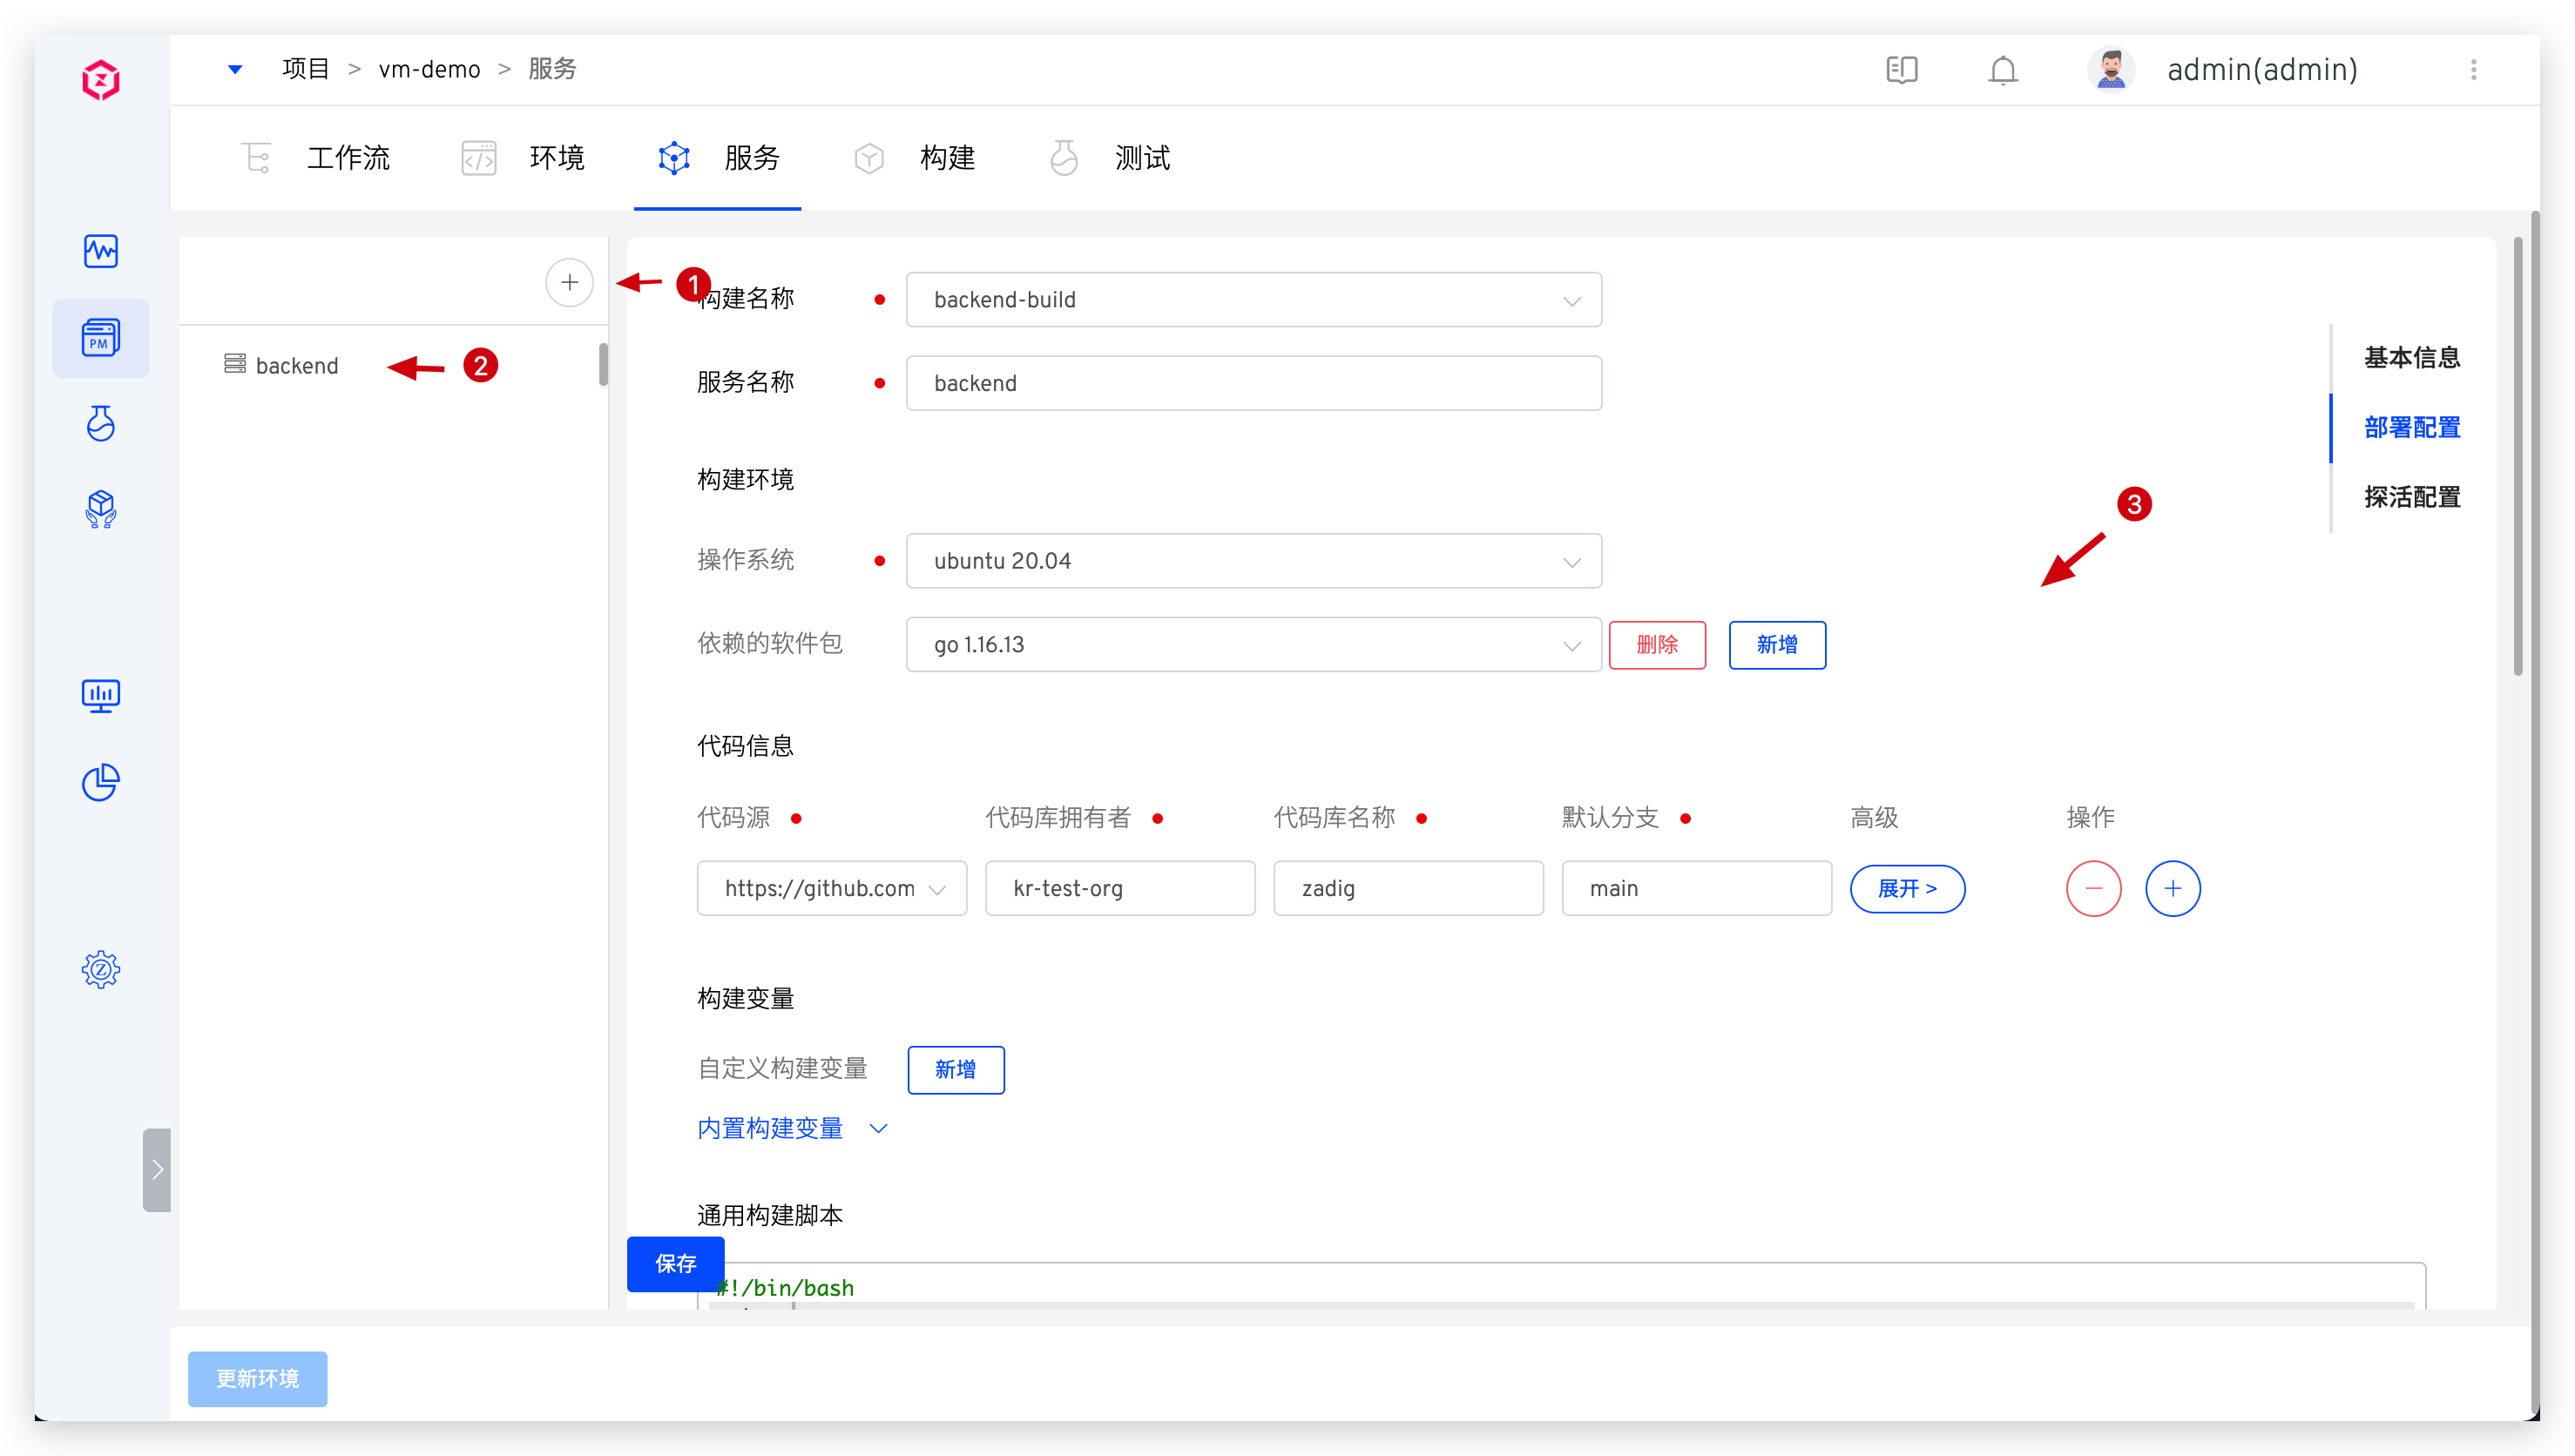 项目 > vm-demo > 服务
admin(admin)
工作流 环境 服务 构建 测试
PM
1
backend
2
构建名称 backend-build
服务名称 backend
构建环境
操作系统 ubuntu 20.04
依赖的软件包 go 1.16.13 删除 新增
基本信息
部署配置
探活配置
3
代码信息
代码源 代码库拥有者 代码库名称 默认分支 高级 操作
https://github.com kr-test-org zadig main 展开 >
构建变量
自定义构建变量 新增
内置构建变量
通用构建脚本
保存
#!/bin/bash
更新环境